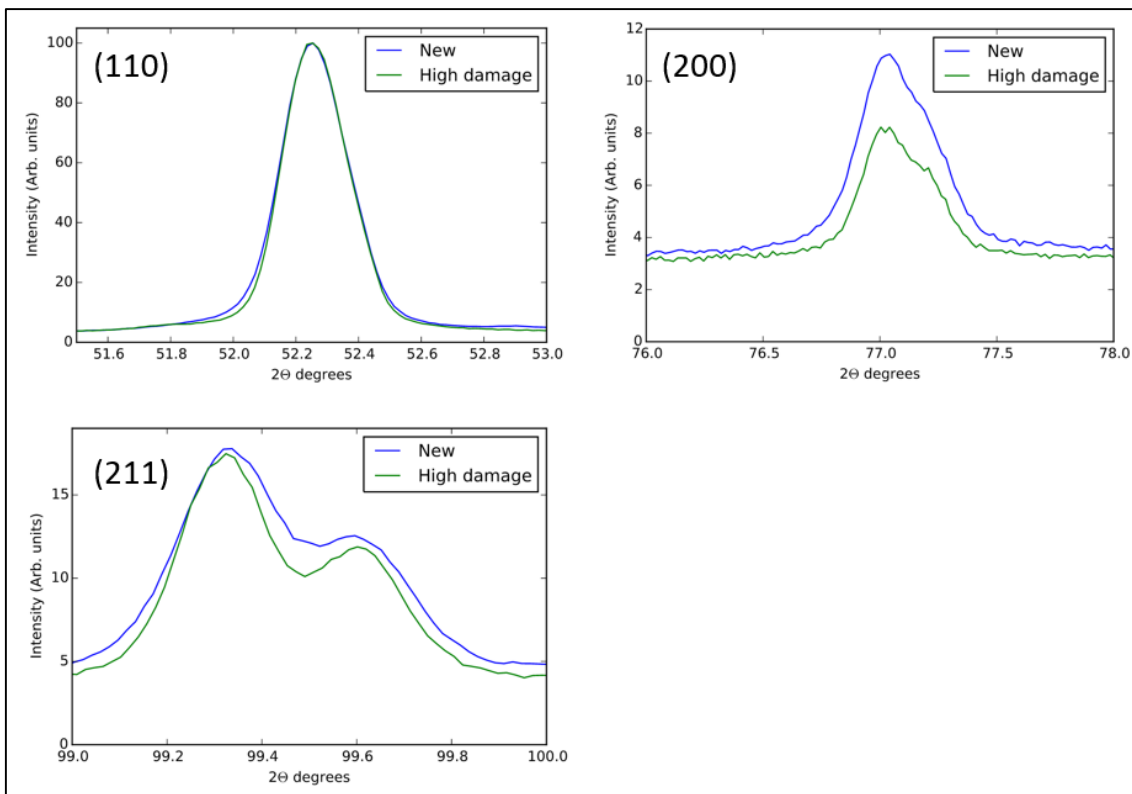 (110)
New
High damage
Intensity (Arb. units)
100
80
60
40
20
0
51.6 51.8 52.0 52.2 52.4 52.6 52.8 53.0
2Θ degrees
(200)
New
High damage
Intensity (Arb. units)
12
10
8
6
4
2
0
76.0 76.5 77.0 77.5 78.0
2Θ degrees
(211)
New
High damage
Intensity (Arb. units)
15
10
5
0
99.0 99.2 99.4 99.6 99.8 100.0
2Θ degrees